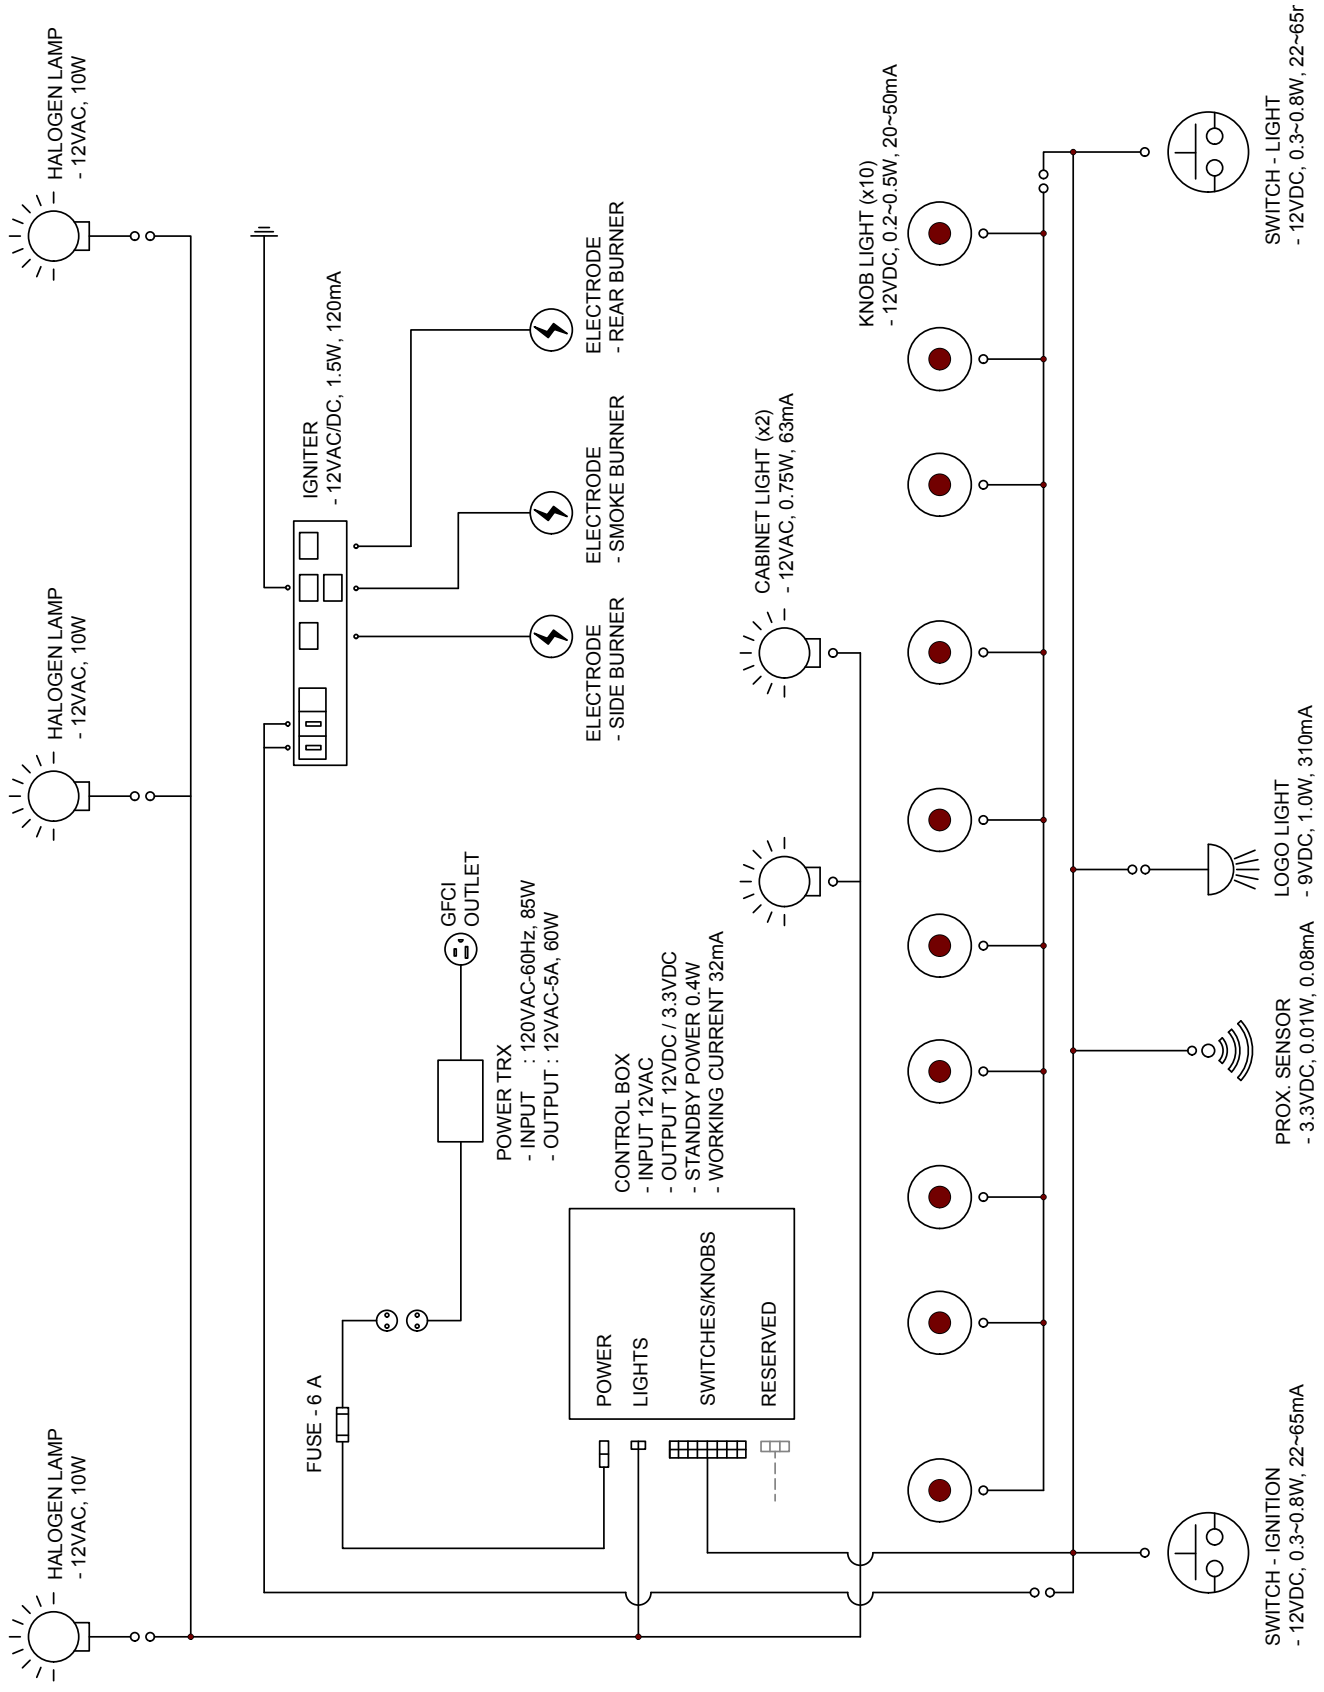 HALOGEN LAMP
- 12VAC, 10W
HALOGEN LAMP
- 12VAC, 10W
HALOGEN LAMP
- 12VAC, 10W
FUSE - 6 A
GFCI
OUTLET
POWER TRX
- INPUT : 120VAC-60Hz, 85W
- OUTPUT : 12VAC-5A, 60W
IGNITER
- 12VAC/DC, 1.5W, 120mA
ELECTRODE
- SIDE BURNER
ELECTRODE
- SMOKE BURNER
ELECTRODE
- REAR BURNER
CONTROL BOX
- INPUT 12VAC
- OUTPUT 12VDC / 3.3VDC
- STANDBY POWER 0.4W
- WORKING CURRENT 32mA
POWER
LIGHTS
SWITCHES/KNOBS
RESERVED
CABINET LIGHT (x2)
- 12VAC, 0.75W, 63mA
KNOB LIGHT (x10)
- 12VDC, 0.2~0.5W, 20~50mA
SWITCH - IGNITION
- 12VDC, 0.3~0.8W, 22~65mA
PROX. SENSOR
- 3.3VDC, 0.01W, 0.08mA
LOGO LIGHT
- 9VDC, 1.0W, 310mA
SWITCH - LIGHT
- 12VDC, 0.3~0.8W, 22~65